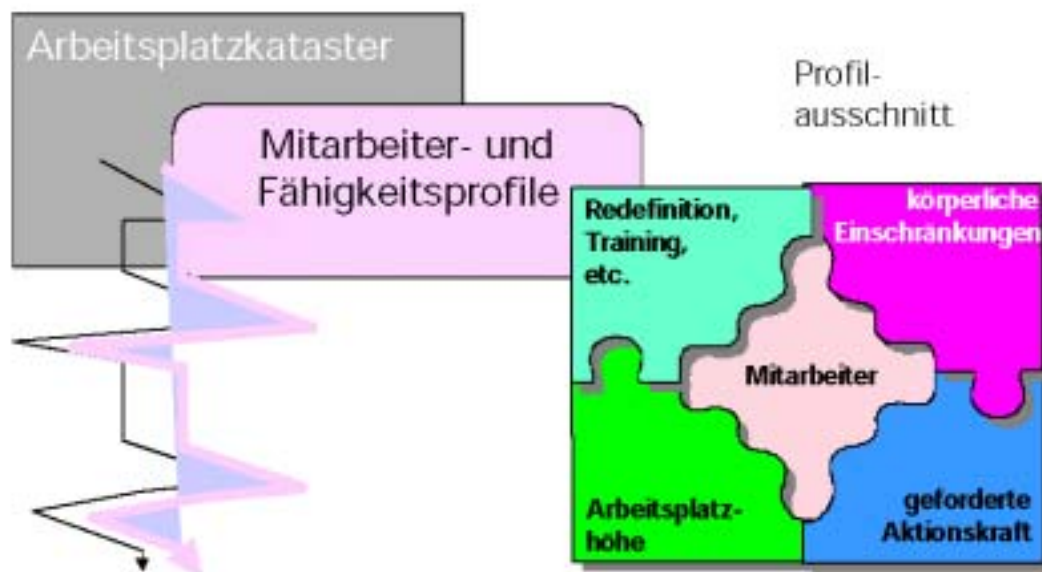 Arbeitsplatzkataster
Mitarbeiter- und
Fähigkeitsprofile
Profil-
ausschnitt
Redefinition,
Training,
etc.
körperliche
Einschränkungen
Mitarbeiter
Arbeitsplatz-
höhe
geforderte
Aktionskraft